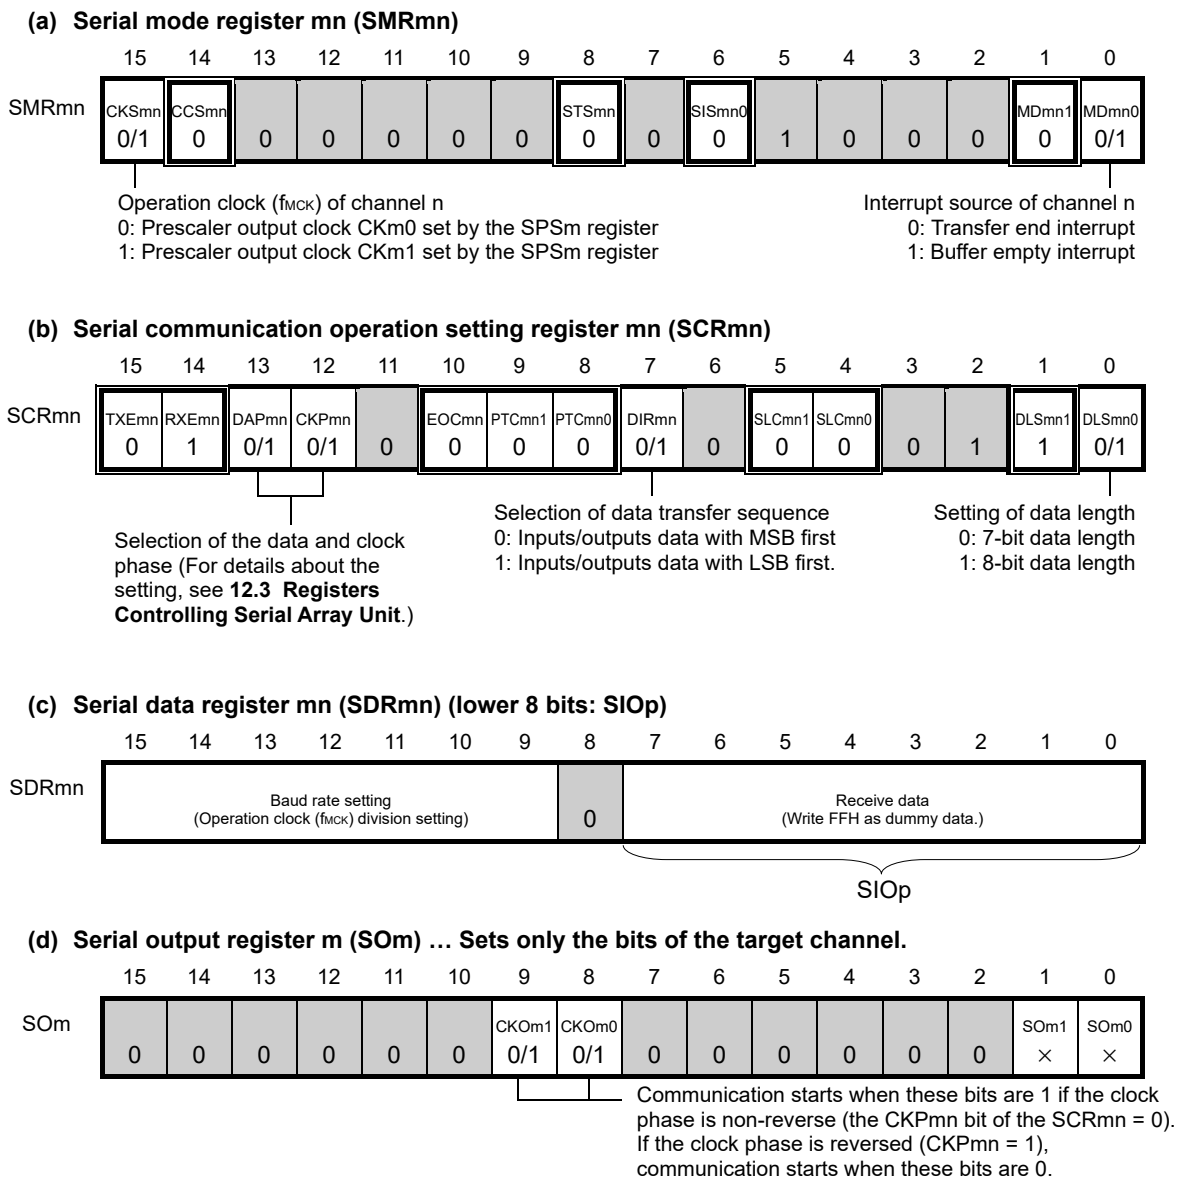 (a) Serial mode register mn (SMRmn)
15 14 13 12 11 10 9 8 7 6 5 4 3 2 1 0
SMRmn
CKSmn CCSmn STSmn SISmn0 MDmn1 MDmn0
0/1 0 0 0 0 0 0 0 0 0 1 0 0 0 0 0/1
Operation clock (fMCK) of channel n
0: Prescaler output clock CKm0 set by the SPSm register
1: Prescaler output clock CKm1 set by the SPSm register
Interrupt source of channel n
0: Transfer end interrupt
1: Buffer empty interrupt
(b) Serial communication operation setting register mn (SCRmn)
15 14 13 12 11 10 9 8 7 6 5 4 3 2 1 0
SCRmn
TXEmn RXEmn DAPmn CKPmn EOCmn PTCmn1 PTCmn0 DIRmn SLCmn1 SLCmn0 DLSmn1 DLSmn0
0 1 0/1 0/1 0 0 0 0 0/1 0 0 0 0 1 1 0/1
Selection of the data and clock
phase (For details about the
setting, see 12.3 Registers
Controlling Serial Array Unit.)
Selection of data transfer sequence
0: Inputs/outputs data with MSB first
1: Inputs/outputs data with LSB first.
Setting of data length
0: 7-bit data length
1: 8-bit data length
(c) Serial data register mn (SDRmn) (lower 8 bits: SIOp)
15 14 13 12 11 10 9 8 7 6 5 4 3 2 1 0
SDRmn
Baud rate setting
(Operation clock (fMCK) division setting)
0
Receive data
(Write FFH as dummy data.)
SIOp
(d) Serial output register m (SOm) … Sets only the bits of the target channel.
15 14 13 12 11 10 9 8 7 6 5 4 3 2 1 0
SOm
CKOm1 CKOm0 SOm1 SOm0
0 0 0 0 0 0 0/1 0/1 0 0 0 0 0 0 × ×
Communication starts when these bits are 1 if the clock
phase is non-reverse (the CKPmn bit of the SCRmn = 0).
If the clock phase is reversed (CKPmn = 1),
communication starts when these bits are 0.